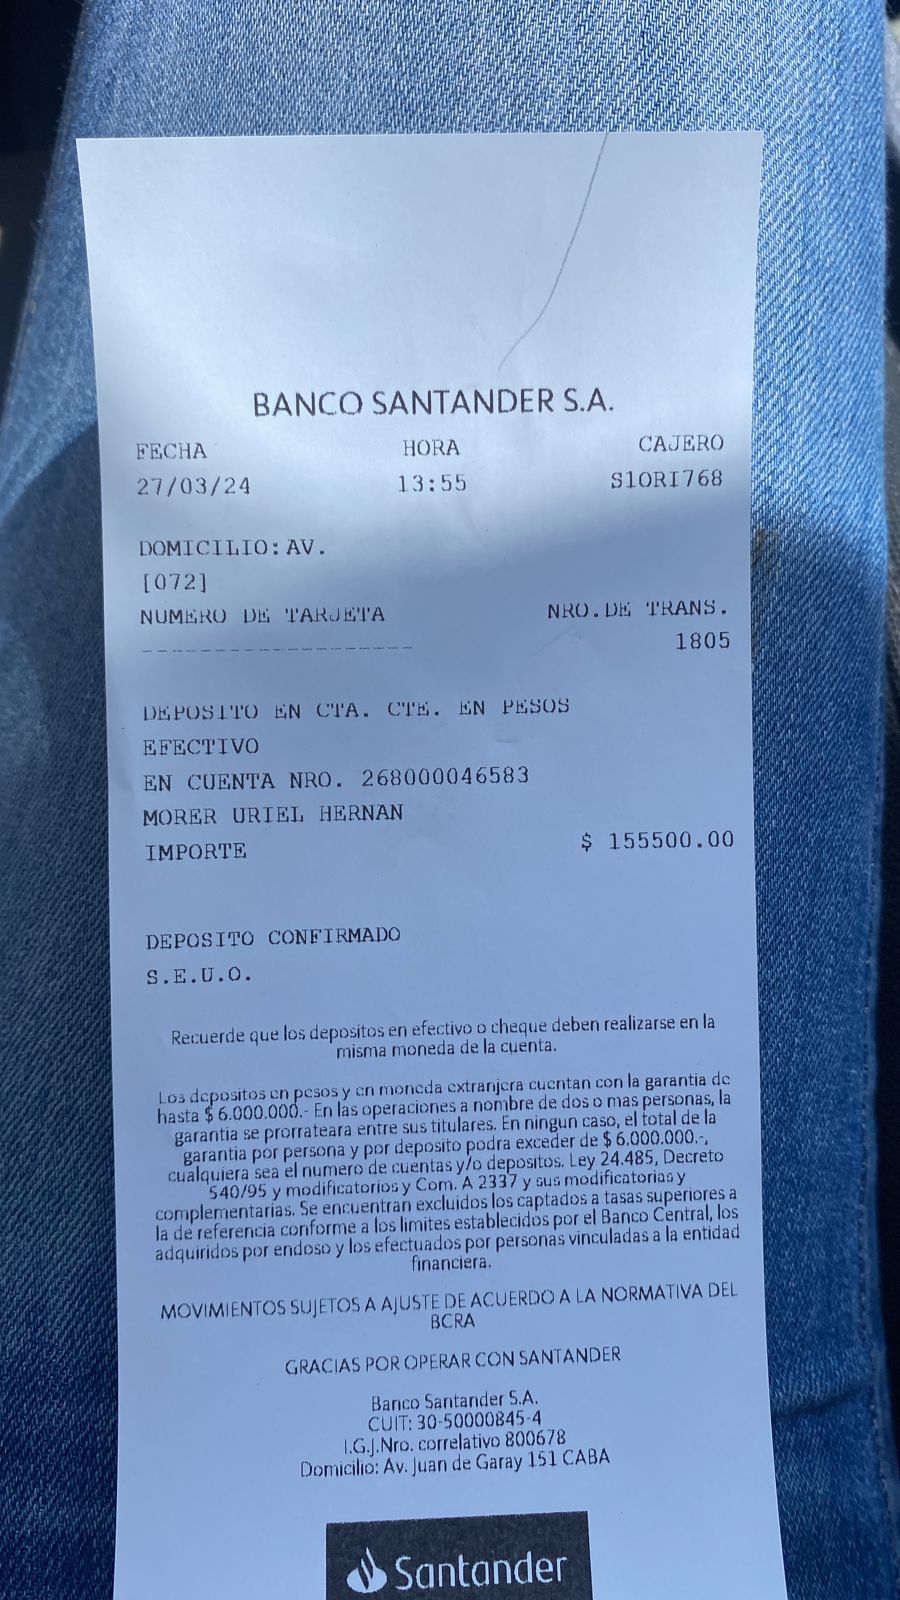 BANCO SANTANDER S.A.
FECHA HORA CAJERO
27/03/24 13:55 S1ORI768
DOMICILIO: AV.
[072]
NUMERO DE TARJETA NRO.DE TRANS.
------------------- 1805
DEPOSITO EN CTA. CTE. EN PESOS
EFECTIVO
EN CUENTA NRO. 268000046583
MORER URIEL HERNAN
IMPORTE $ 155500.00
DEPOSITO CONFIRMADO
S.E.U.O.
Recuerde que los depositos en efectivo o cheque deben realizarse en la
misma moneda de la cuenta.
Los depositos en pesos y en moneda extranjera cuentan con la garantia de
hasta $ 6.000.000.- En las operaciones a nombre de dos o mas personas, la
garantia se prorrateara entre sus titulares. En ningun caso, el total de la
garantia por persona y por deposito podra exceder de $ 6.000.000.-,
cualquiera sea el numero de cuentas y/o depositos. Ley 24.485, Decreto
540/95 y modificatorios y Com. A 2337 y sus modificatorias y
complementarias. Se encuentran excluidos los captados a tasas superiores a
la de referencia conforme a los limites establecidos por el Banco Central, los
adquiridos por endoso y los efectuados por personas vinculadas a la entidad
financiera.
MOVIMIENTOS SUJETOS A AJUSTE DE ACUERDO A LA NORMATIVA DEL
BCRA
GRACIAS POR OPERAR CON SANTANDER
Banco Santander S.A.
CUIT: 30-50000845-4
I.G.J.Nro. correlativo 800678
Domicilio: Av. Juan de Garay 151 CABA
Santander